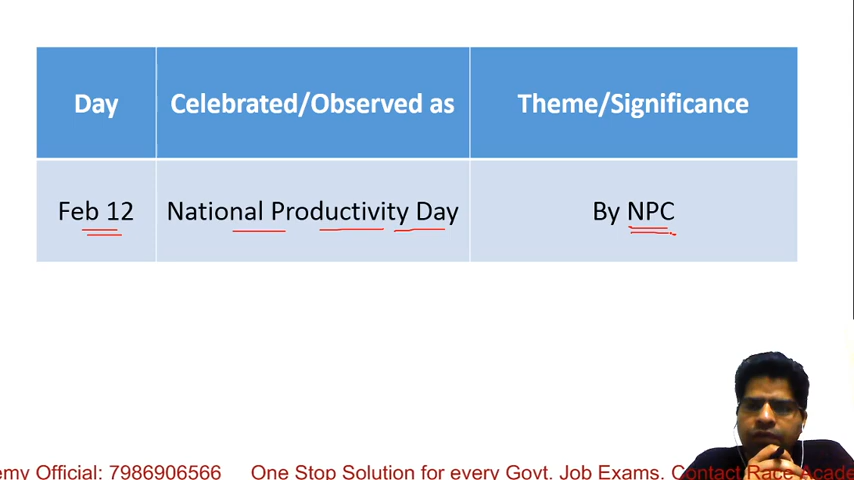 Day Celebrated/Observed as Theme/Significance
Feb 12 National Productivity Day By NPC
emy Official: 7986906566 One Stop Solution for every Govt. Job Exams. Contact Race Acade